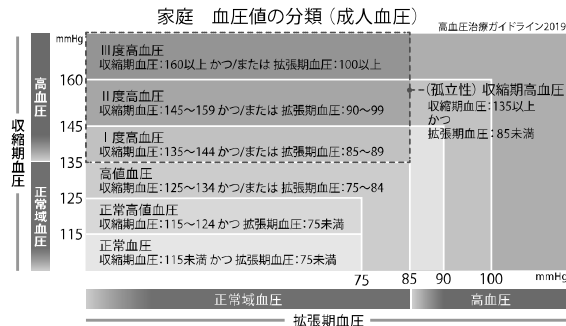 家庭 血圧値の分類（成人血圧）
高血圧治療ガイドライン2019
mmHg
Ⅲ度高血圧
収縮期血圧：160以上 かつ/または 拡張期血圧：100以上
160
Ⅱ度高血圧
収縮期血圧：145～159 かつ/または 拡張期血圧：90～99
（孤立性）収縮期高血圧
収縮期血圧：135以上
かつ
拡張期血圧：85未満
145
Ⅰ度高血圧
収縮期血圧：135～144 かつ/または 拡張期血圧：85～89
135
高値血圧
収縮期血圧：125～134 かつ/または 拡張期血圧：75～84
125
正常高値血圧
収縮期血圧：115～124 かつ 拡張期血圧：75未満
115
正常血圧
収縮期血圧：115未満 かつ 拡張期血圧：75未満
収縮期血圧
高血圧
正常域血圧
75 85 90 100 mmHg
正常域血圧 高血圧
拡張期血圧